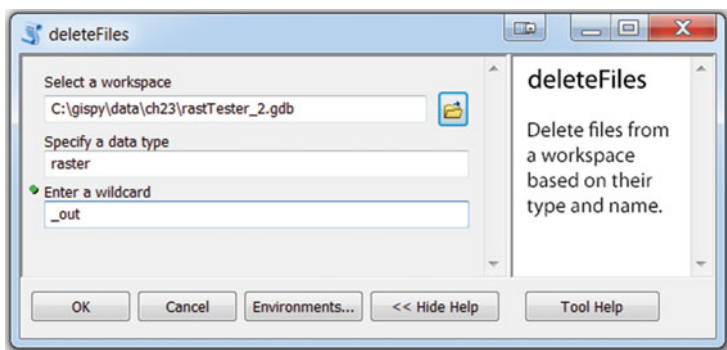 deleteFiles
Select a workspace
C:\gispy\data\ch23\rastTester_2.gdb
Specify a data type
raster
Enter a wildcard
_out
deleteFiles
Delete files from
a workspace
based on their
type and name.
OK
Cancel
Environments...
<< Hide Help
Tool Help